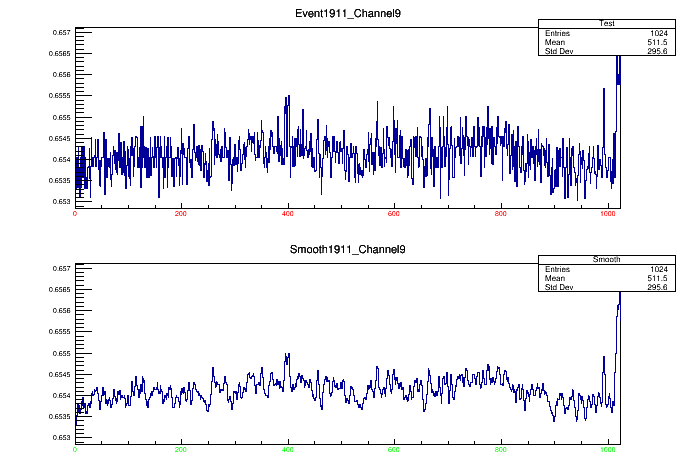 Event1911_Channel9
Test
Entries 1024
Mean 511.5
Std Dev 295.6
0.657
0.6565
0.656
0.6555
0.655
0.6545
0.654
0.6535
0.653
0 200 400 600 800 1000
Smooth1911_Channel9
Smooth
Entries 1024
Mean 511.5
Std Dev 295.6
0.657
0.6565
0.656
0.6555
0.655
0.6545
0.654
0.6535
0.653
0 200 400 600 800 1000